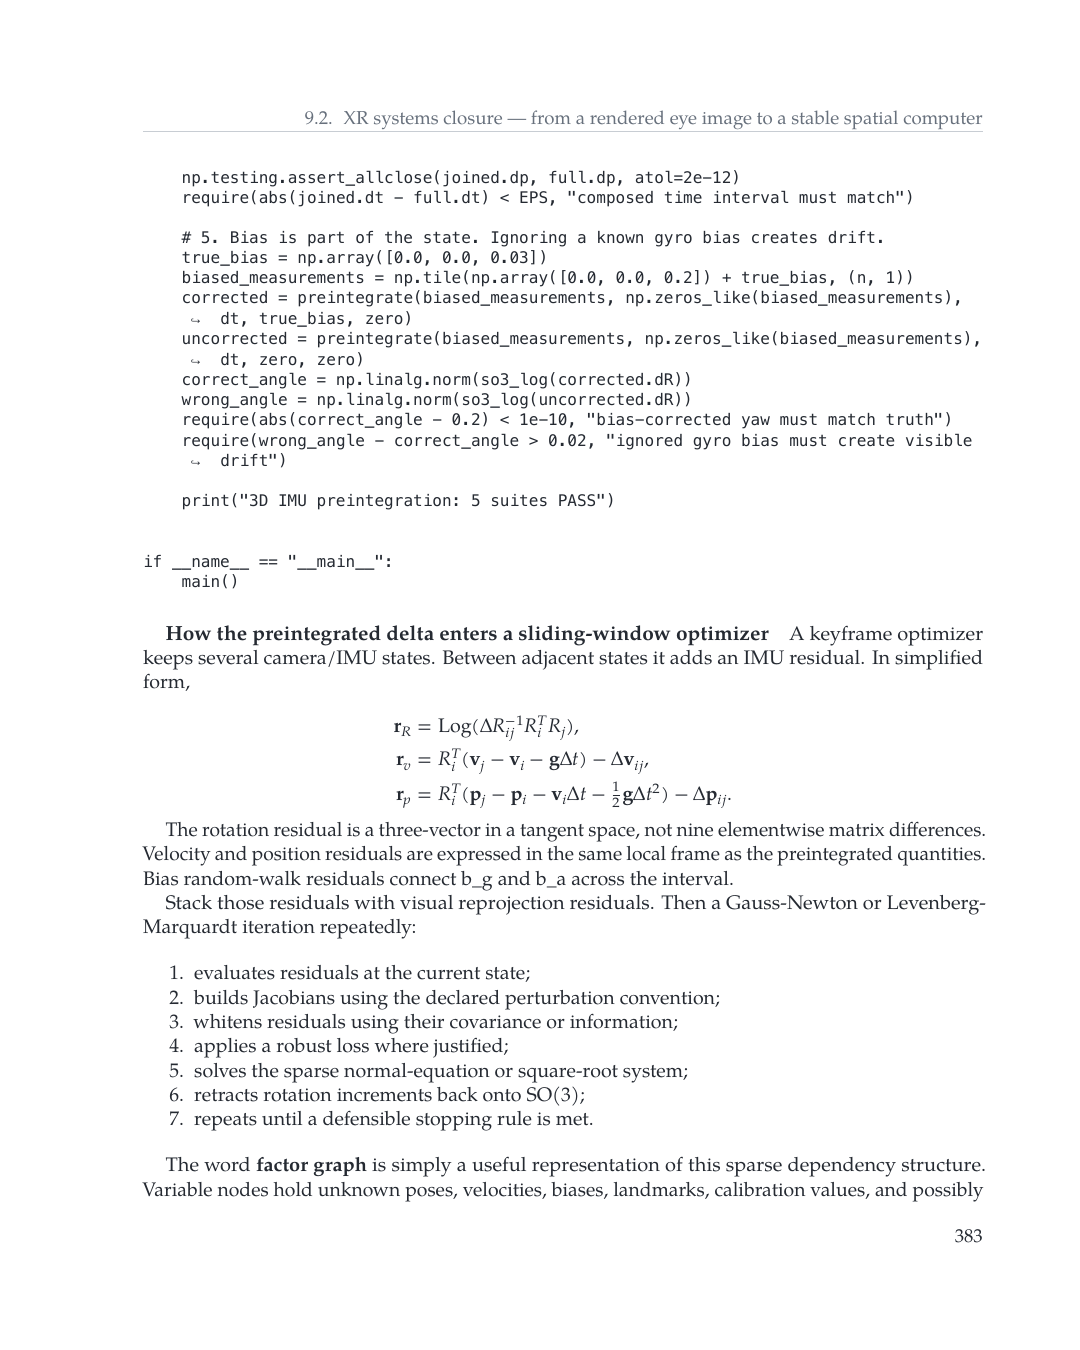 9.2. XR systems closure — from a rendered eye image to a stable spatial computer
np.testing.assert_allclose(joined.dp, full.dp, atol=2e-12)
require(abs(joined.dt - full.dt) < EPS, "composed time interval must match")
# 5. Bias is part of the state. Ignoring a known gyro bias creates drift.
true_bias = np.array([0.0, 0.0, 0.03])
biased_measurements = np.tile(np.array([0.0, 0.0, 0.2]) + true_bias, (n, 1))
corrected = preintegrate(biased_measurements, np.zeros_like(biased_measurements),
↪ dt, true_bias, zero)
uncorrected = preintegrate(biased_measurements, np.zeros_like(biased_measurements),
↪ dt, zero, zero)
correct_angle = np.linalg.norm(so3_log(corrected.dR))
wrong_angle = np.linalg.norm(so3_log(uncorrected.dR))
require(abs(correct_angle - 0.2) < 1e-10, "bias-corrected yaw must match truth")
require(wrong_angle - correct_angle > 0.02, "ignored gyro bias must create visible
↪ drift")
print("3D IMU preintegration: 5 suites PASS")
if __name__ == "__main__":
main()
How the preintegrated delta enters a sliding-window optimizer A keyframe optimizer
keeps several camera/IMU states. Between adjacent states it adds an IMU residual. In simplified
form,
r_R = Log(ΔR_{ij}^{-1} R_i^T R_j),
r_v = R_i^T(v_j − v_i − gΔt) − Δv_{ij},
r_p = R_i^T(p_j − p_i − v_iΔt − ½gΔt²) − Δp_{ij}.
The rotation residual is a three-vector in a tangent space, not nine elementwise matrix differences.
Velocity and position residuals are expressed in the same local frame as the preintegrated quantities.
Bias random-walk residuals connect b_g and b_a across the interval.
Stack those residuals with visual reprojection residuals. Then a Gauss-Newton or Levenberg-
Marquardt iteration repeatedly:
1. evaluates residuals at the current state;
2. builds Jacobians using the declared perturbation convention;
3. whitens residuals using their covariance or information;
4. applies a robust loss where justified;
5. solves the sparse normal-equation or square-root system;
6. retracts rotation increments back onto SO(3);
7. repeats until a defensible stopping rule is met.
The word factor graph is simply a useful representation of this sparse dependency structure.
Variable nodes hold unknown poses, velocities, biases, landmarks, calibration values, and possibly
383